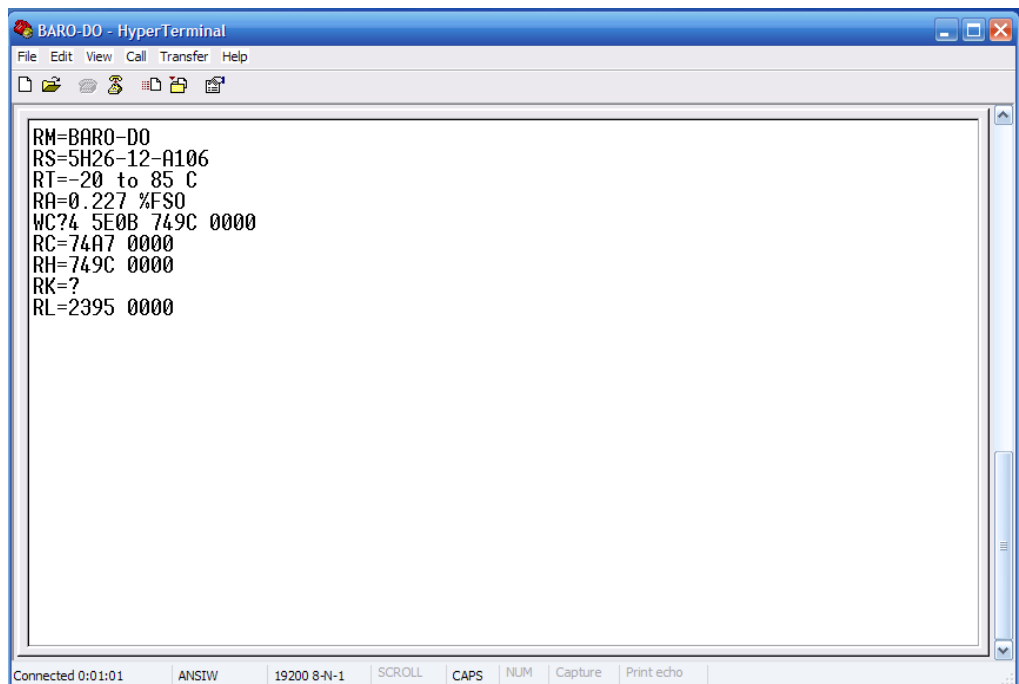 BARO-DO - HyperTerminal
File Edit View Call Transfer Help
RM=BARO-DO
RS=5H26-12-A106
RT=-20 to 85 C
RA=0.227 %FSO
WC?4 5E0B 749C 0000
RC=74A7 0000
RH=749C 0000
RK=?
RL=2395 0000
Connected 0:01:01 ANSIW 19200 8-N-1 SCROLL CAPS NUM Capture Print echo